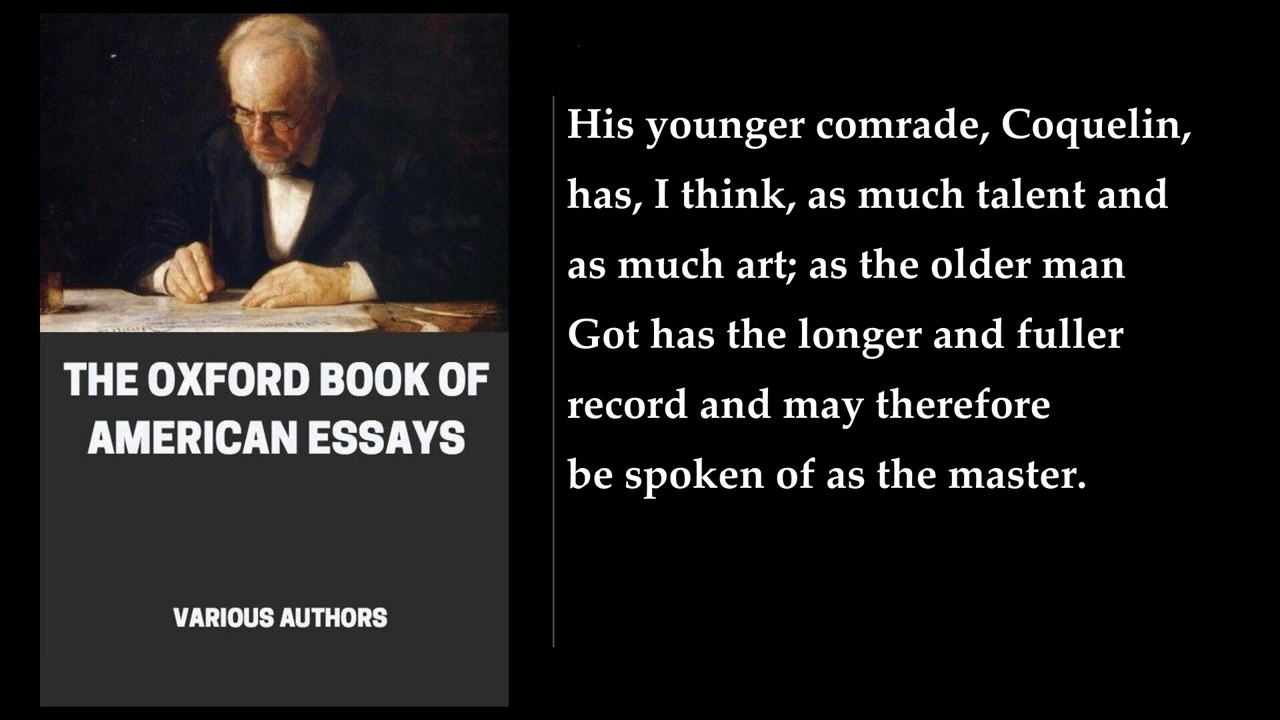 THE OXFORD BOOK OF
AMERICAN ESSAYS
VARIOUS AUTHORS
His younger comrade, Coquelin,
has, I think, as much talent and
as much art; as the older man
Got has the longer and fuller
record and may therefore
be spoken of as the master.